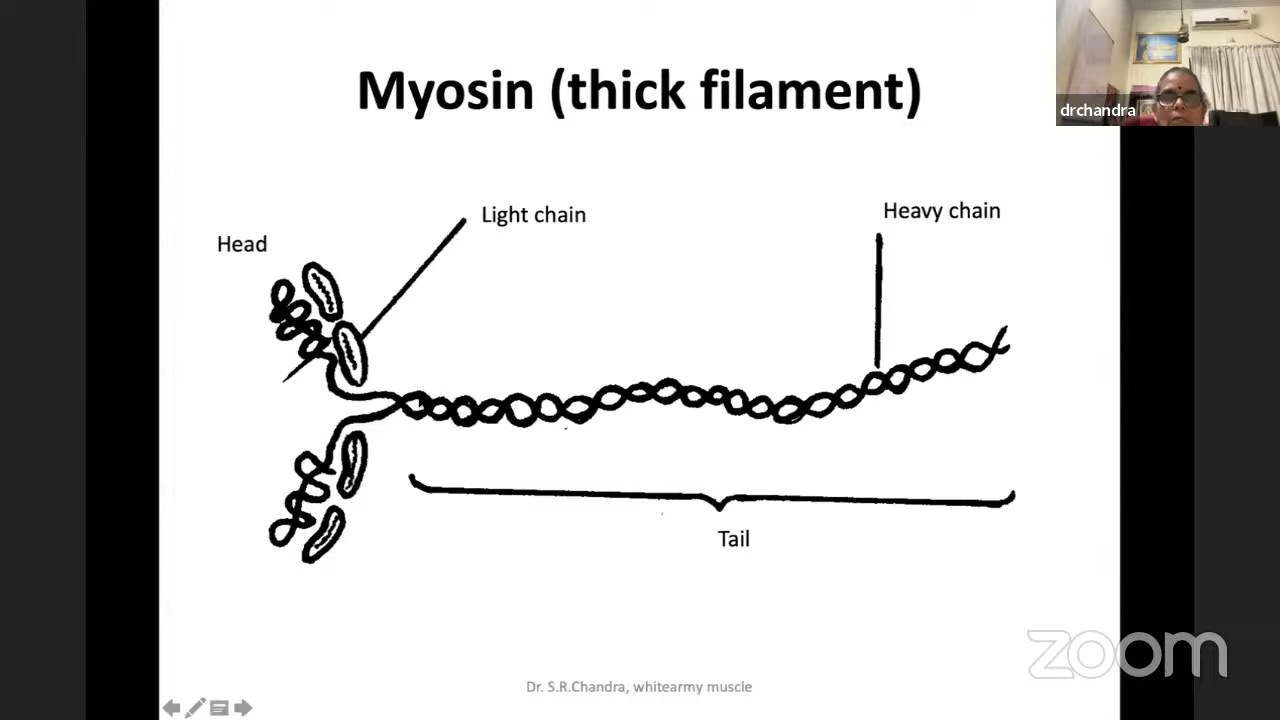 Myosin (thick filament)
drchandra
Light chain
Heavy chain
Head
Tail
zoom
Dr. S.R.Chandra, whitearmy muscle